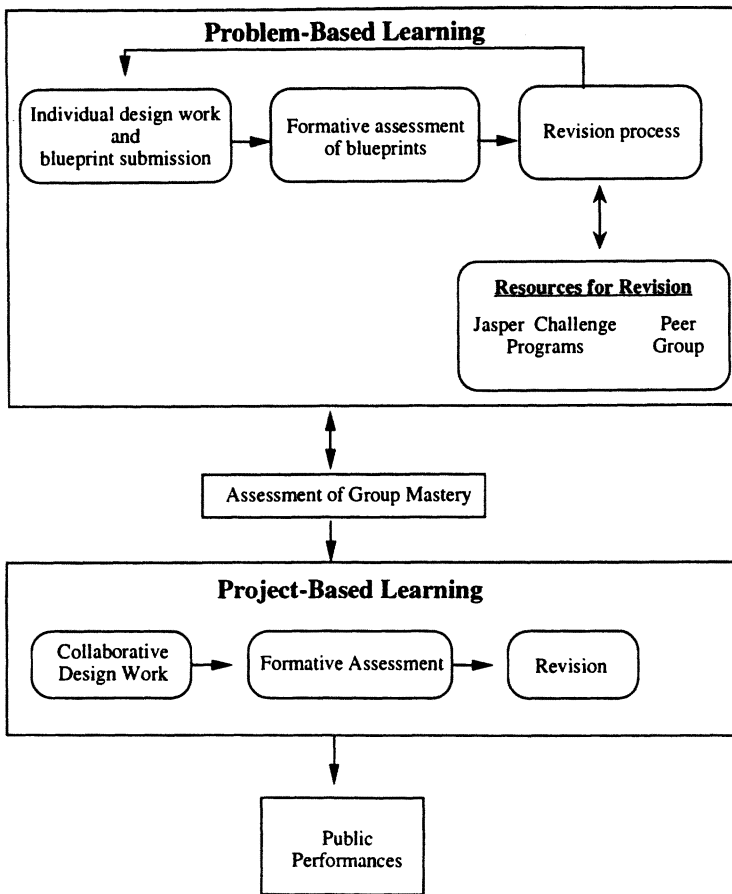 Problem-Based Learning
Individual design work
and
blueprint submission
Formative assessment
of blueprints
Revision process
Resources for Revision
Jasper Challenge
Programs
Peer
Group
Assessment of Group Mastery
Project-Based Learning
Collaborative
Design Work
Formative Assessment
Revision
Public
Performances